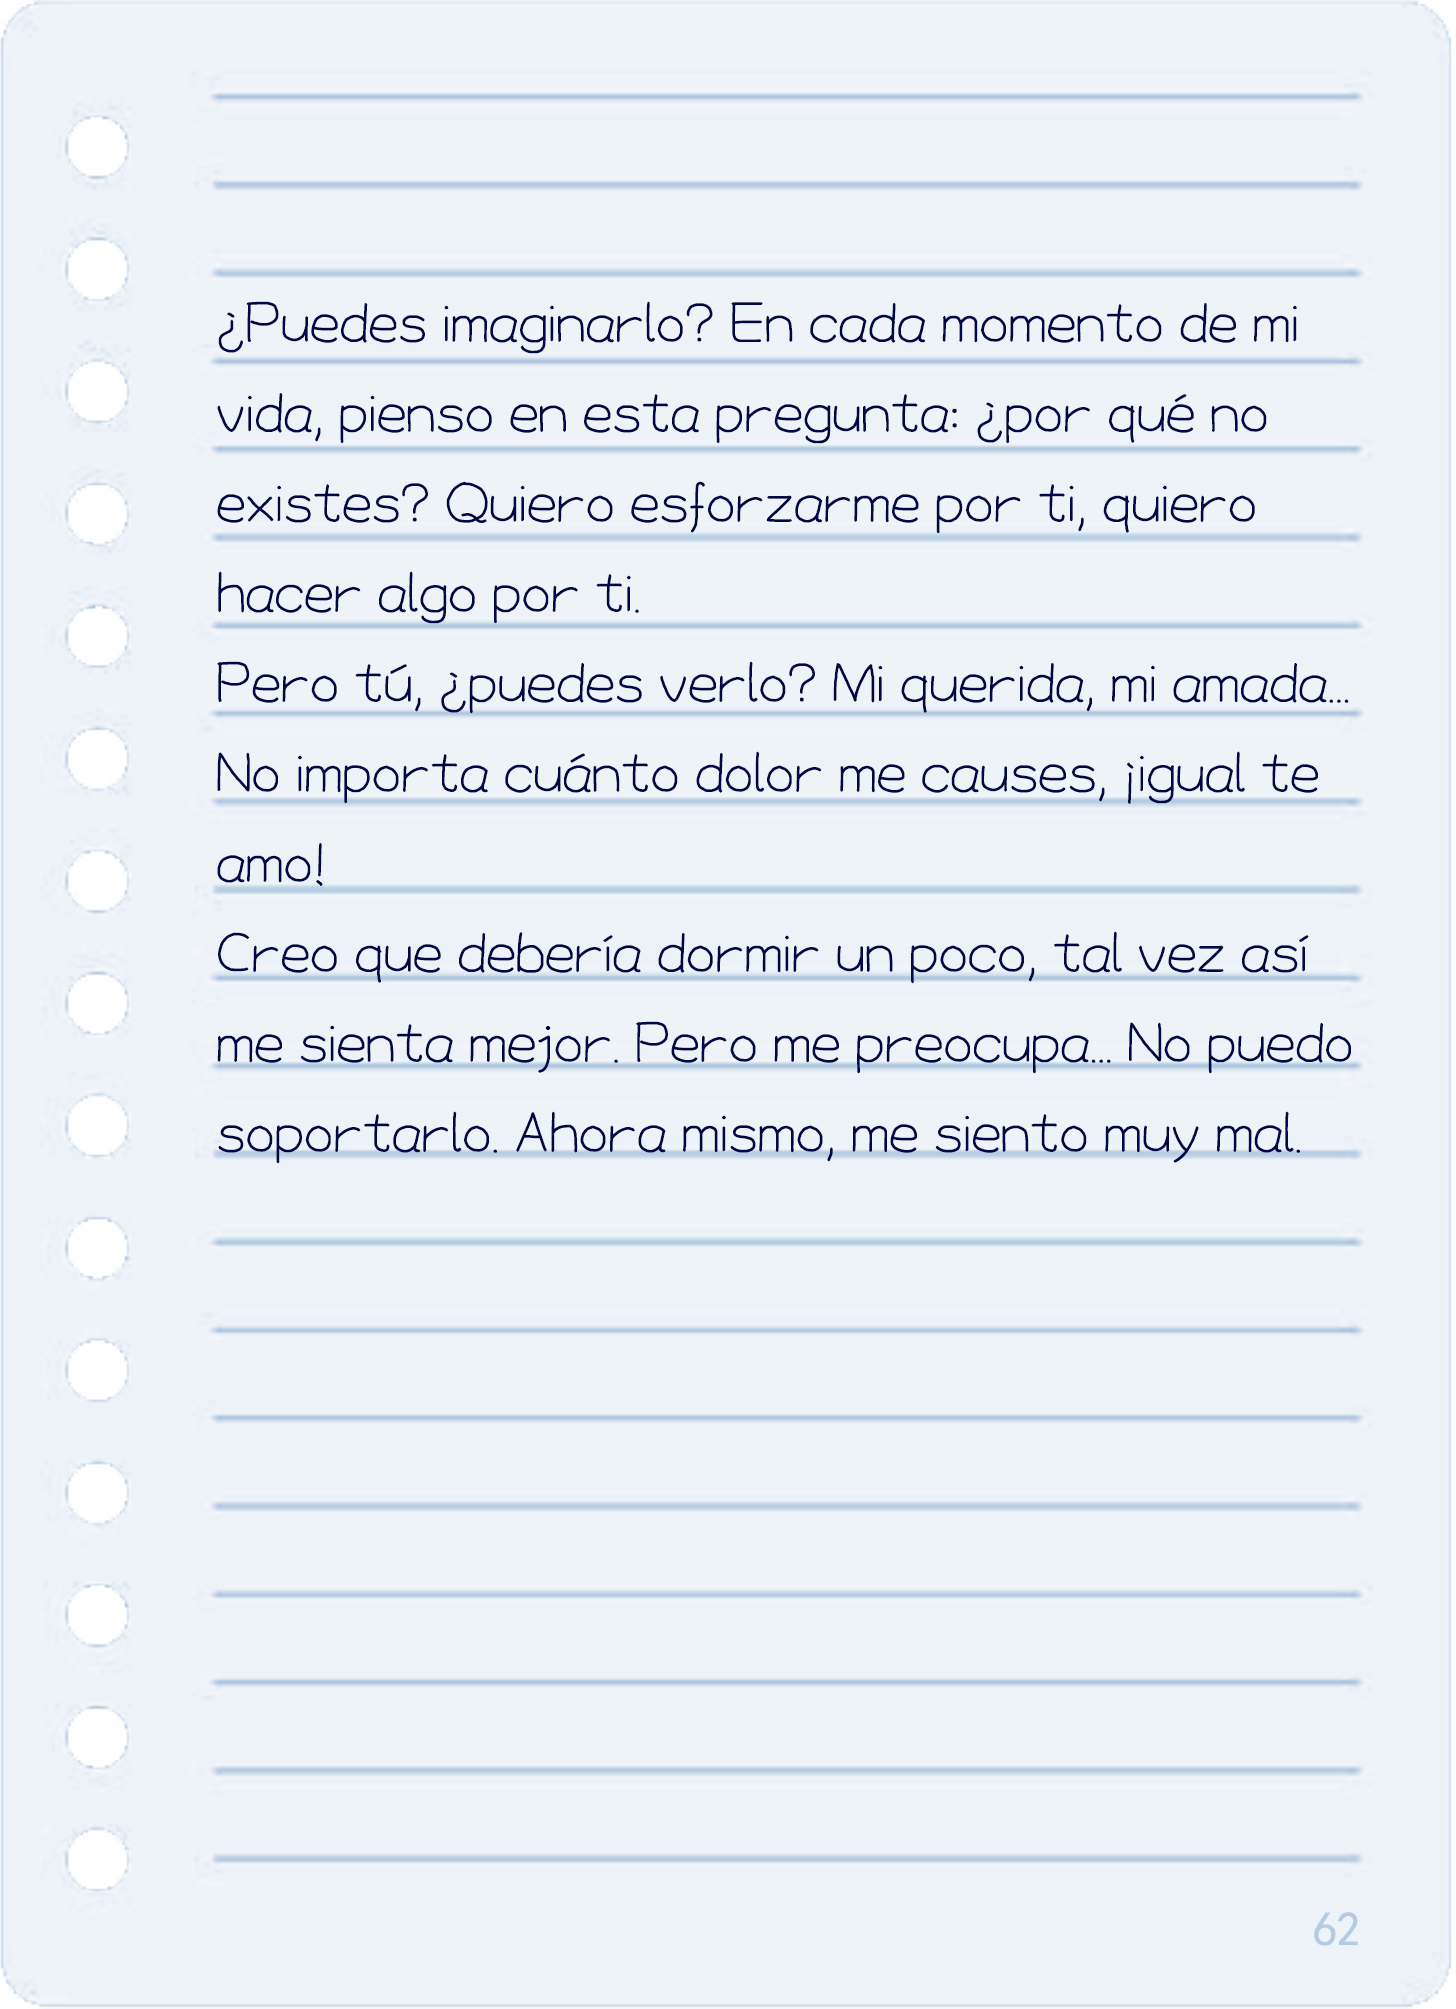 ¿Puedes imaginarlo? En cada momento de mi
vida, pienso en esta pregunta: ¿por qué no
existes? Quiero esforzarme por ti, quiero
hacer algo por ti.
Pero tú, ¿puedes verlo? Mi querida, mi amada...
No importa cuánto dolor me causes, ¡igual te
amo!
Creo que debería dormir un poco, tal vez así
me sienta mejor. Pero me preocupa... No puedo
soportarlo. Ahora mismo, me siento muy mal.
62